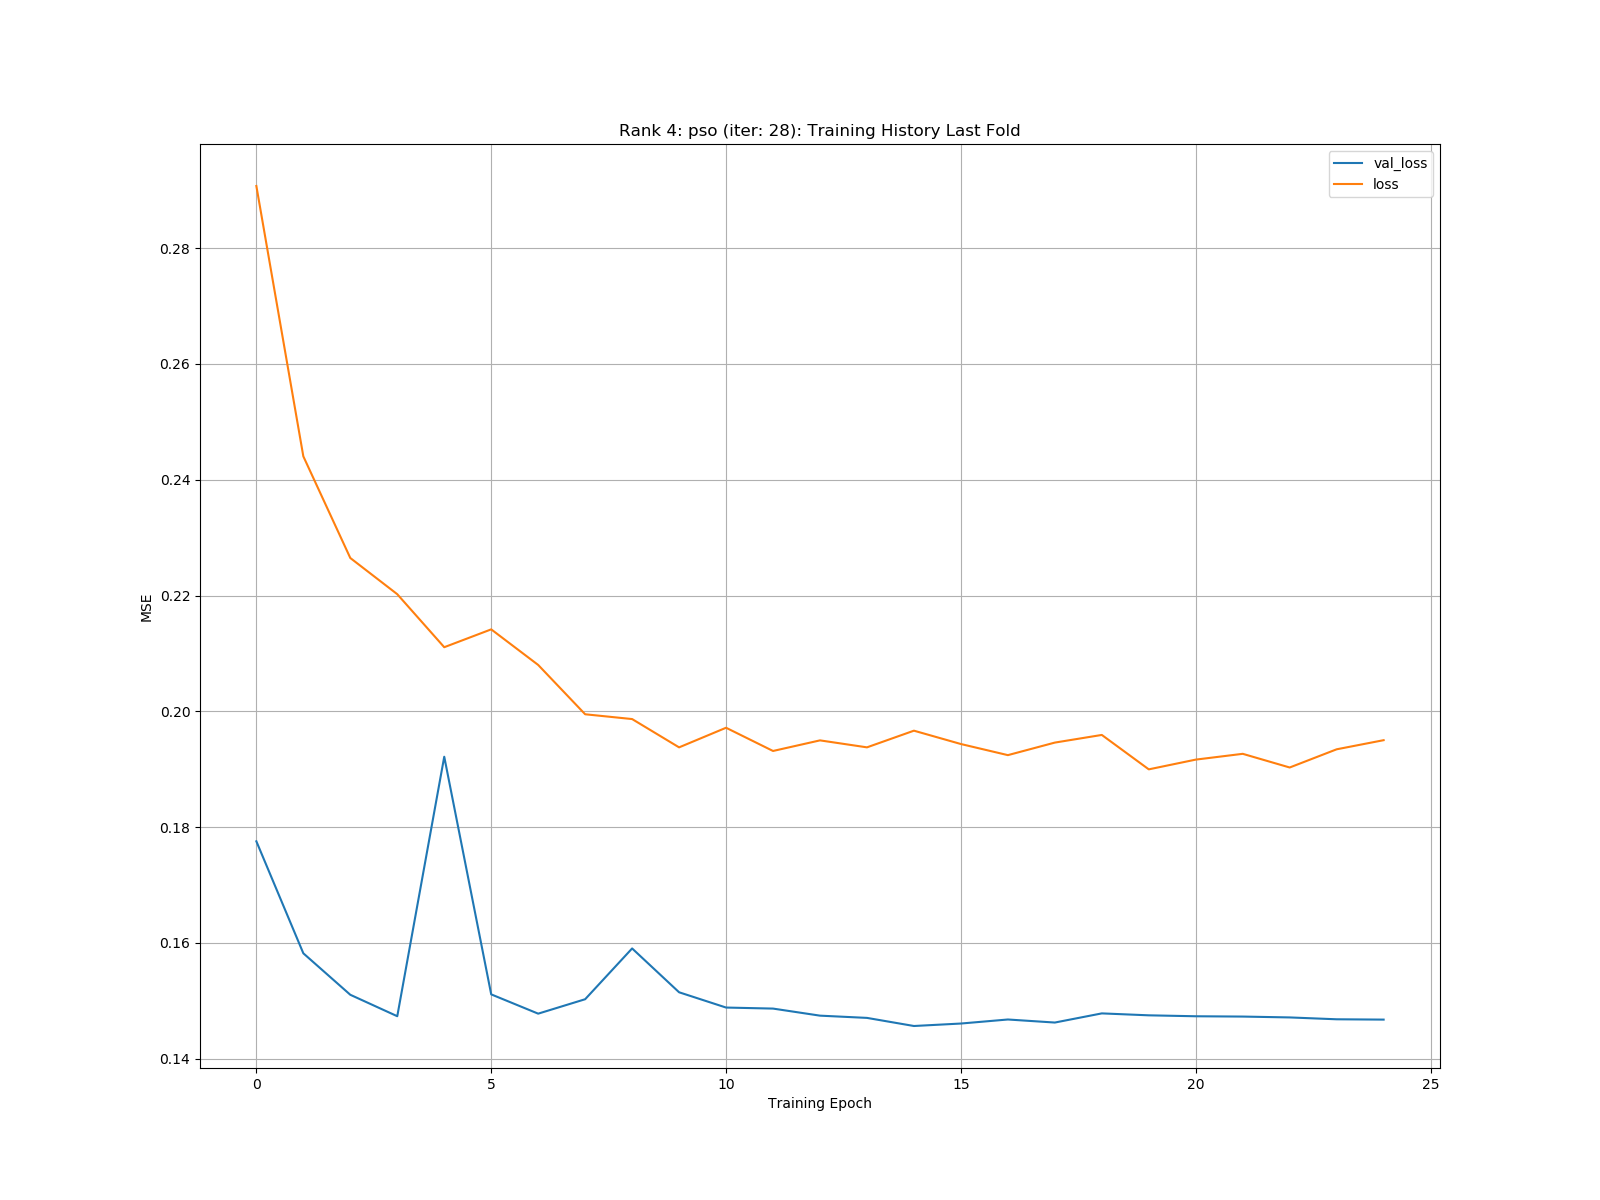 Rank 4: pso (iter: 28): Training History Last Fold
val_loss
loss
0.28
0.26
0.24
0.22
0.20
0.18
0.16
0.14
MSE
0
5
10
15
20
25
Training Epoch